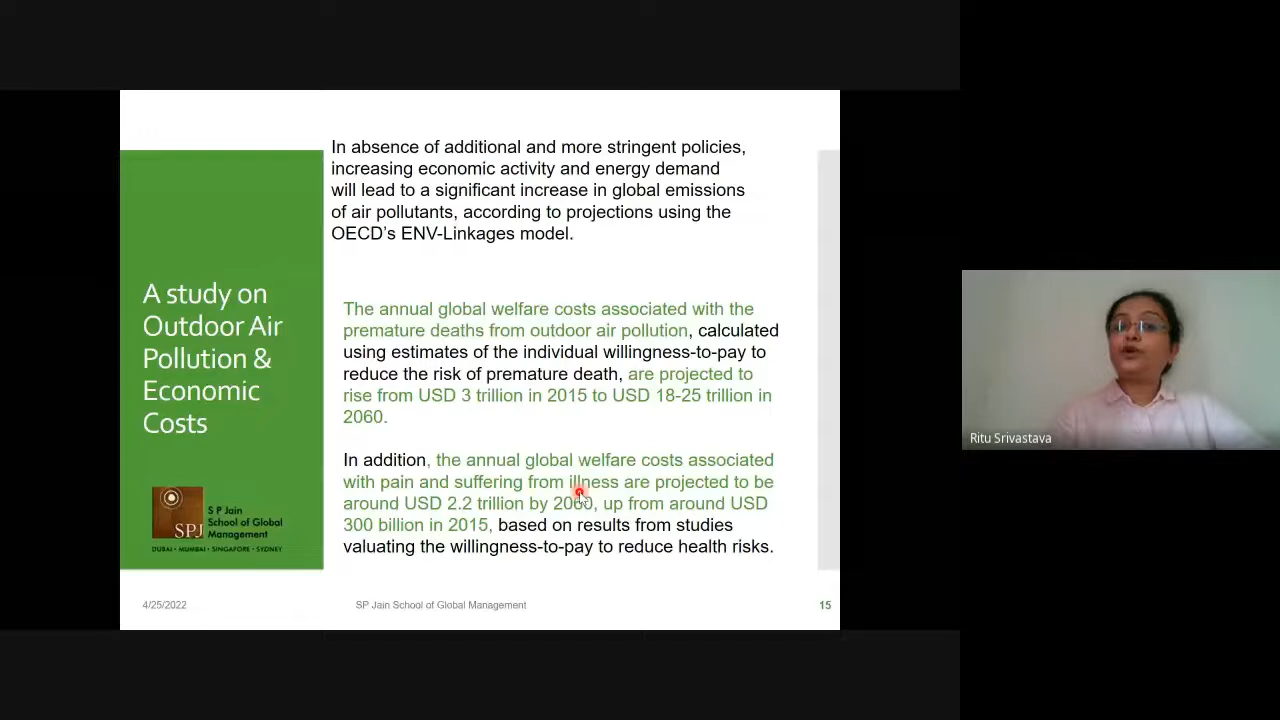 In absence of additional and more stringent policies,
increasing economic activity and energy demand
will lead to a significant increase in global emissions
of air pollutants, according to projections using the
OECD's ENV-Linkages model.
A study on
Outdoor Air
Pollution &
Economic
Costs
The annual global welfare costs associated with the
premature deaths from outdoor air pollution, calculated
using estimates of the individual willingness-to-pay to
reduce the risk of premature death, are projected to
rise from USD 3 trillion in 2015 to USD 18-25 trillion in
2060.
In addition, the annual global welfare costs associated
with pain and suffering from illness are projected to be
around USD 2.2 trillion by 2060, up from around USD
300 billion in 2015, based on results from studies
valuating the willingness-to-pay to reduce health risks.
SPJ
S P Jain
School of Global
Management
DUBAI • MUMBAI • SINGAPORE • SYDNEY
4/25/2022
SP Jain School of Global Management
15
Ritu Srivastava